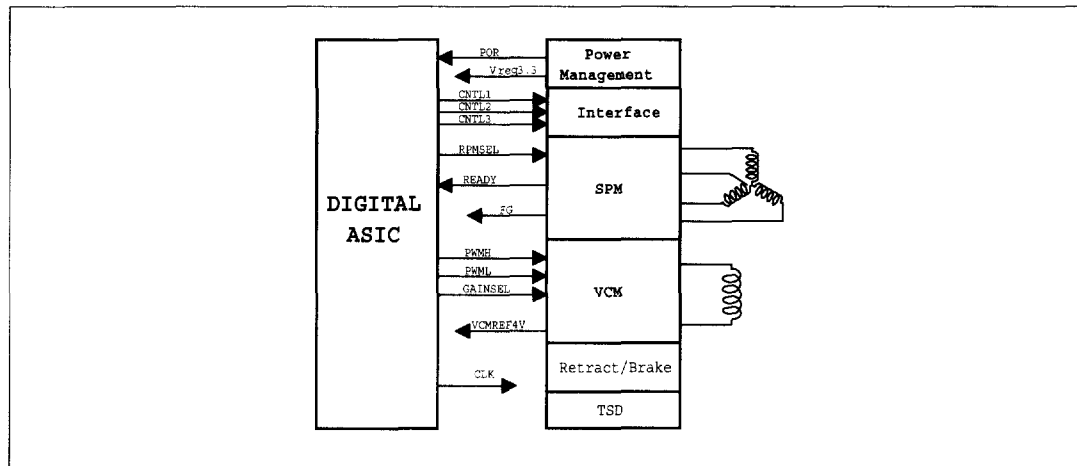 POR
Power
Management
Vreg3.3
CNTL1
CNTL2
CNTL3
Interface
RPMSEL
READY
SPM
FG
DIGITAL
ASIC
PWMH
PWML
GAINSEL
VCM
VCMREF4V
Retract/Brake
CLK
TSD